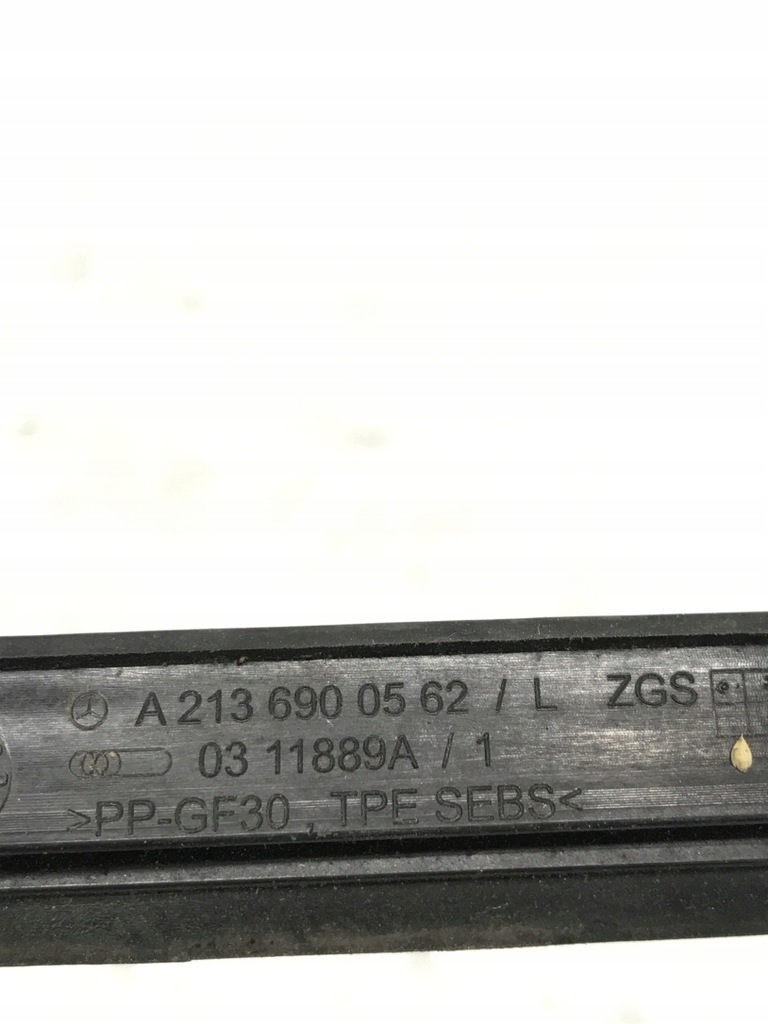 A 213 690 05 62 / L ZGS
03 11889A / 1
>PP-GF30 , TPE SEBS<